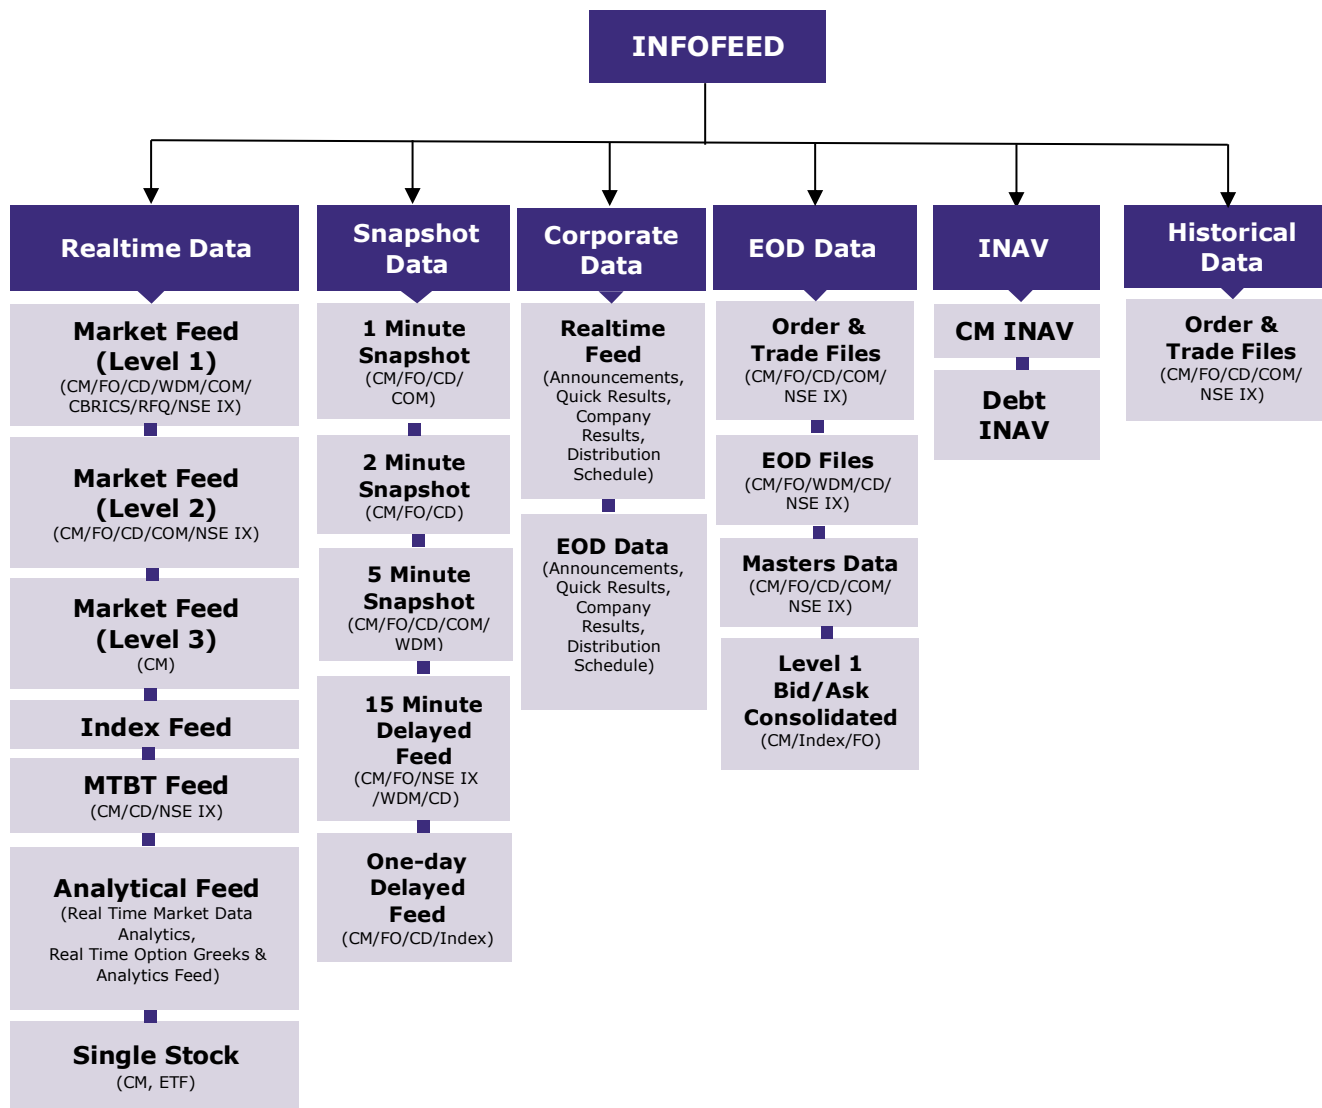 INFOFEED
Realtime Data
Market Feed
(Level 1)
(CM/FO/CD/WDM/COM/
CBRICS/RFQ/NSE IX)
Market Feed
(Level 2)
(CM/FO/CD/COM/NSE IX)
Market Feed
(Level 3)
(CM)
Index Feed
MTBT Feed
(CM/CD/NSE IX)
Analytical Feed
(Real Time Market Data
Analytics,
Real Time Option Greeks &
Analytics Feed)
Single Stock
(CM, ETF)
Snapshot
Data
1 Minute
Snapshot
(CM/FO/CD/
COM)
2 Minute
Snapshot
(CM/FO/CD)
5 Minute
Snapshot
(CM/FO/CD/COM/
WDM)
15 Minute
Delayed
Feed
(CM/FO/NSE IX
/WDM/CD)
One-day
Delayed
Feed
(CM/FO/CD/Index)
Corporate
Data
Realtime
Feed
(Announcements,
Quick Results,
Company
Results,
Distribution
Schedule)
EOD Data
(Announcements,
Quick Results,
Company
Results,
Distribution
Schedule)
EOD Data
Order &
Trade Files
(CM/FO/CD/COM/
NSE IX)
EOD Files
(CM/FO/WDM/CD/
NSE IX)
Masters Data
(CM/FO/CD/COM/
NSE IX)
Level 1
Bid/Ask
Consolidated
(CM/Index/FO)
INAV
CM INAV
Debt
INAV
Historical
Data
Order &
Trade Files
(CM/FO/CD/COM/
NSE IX)